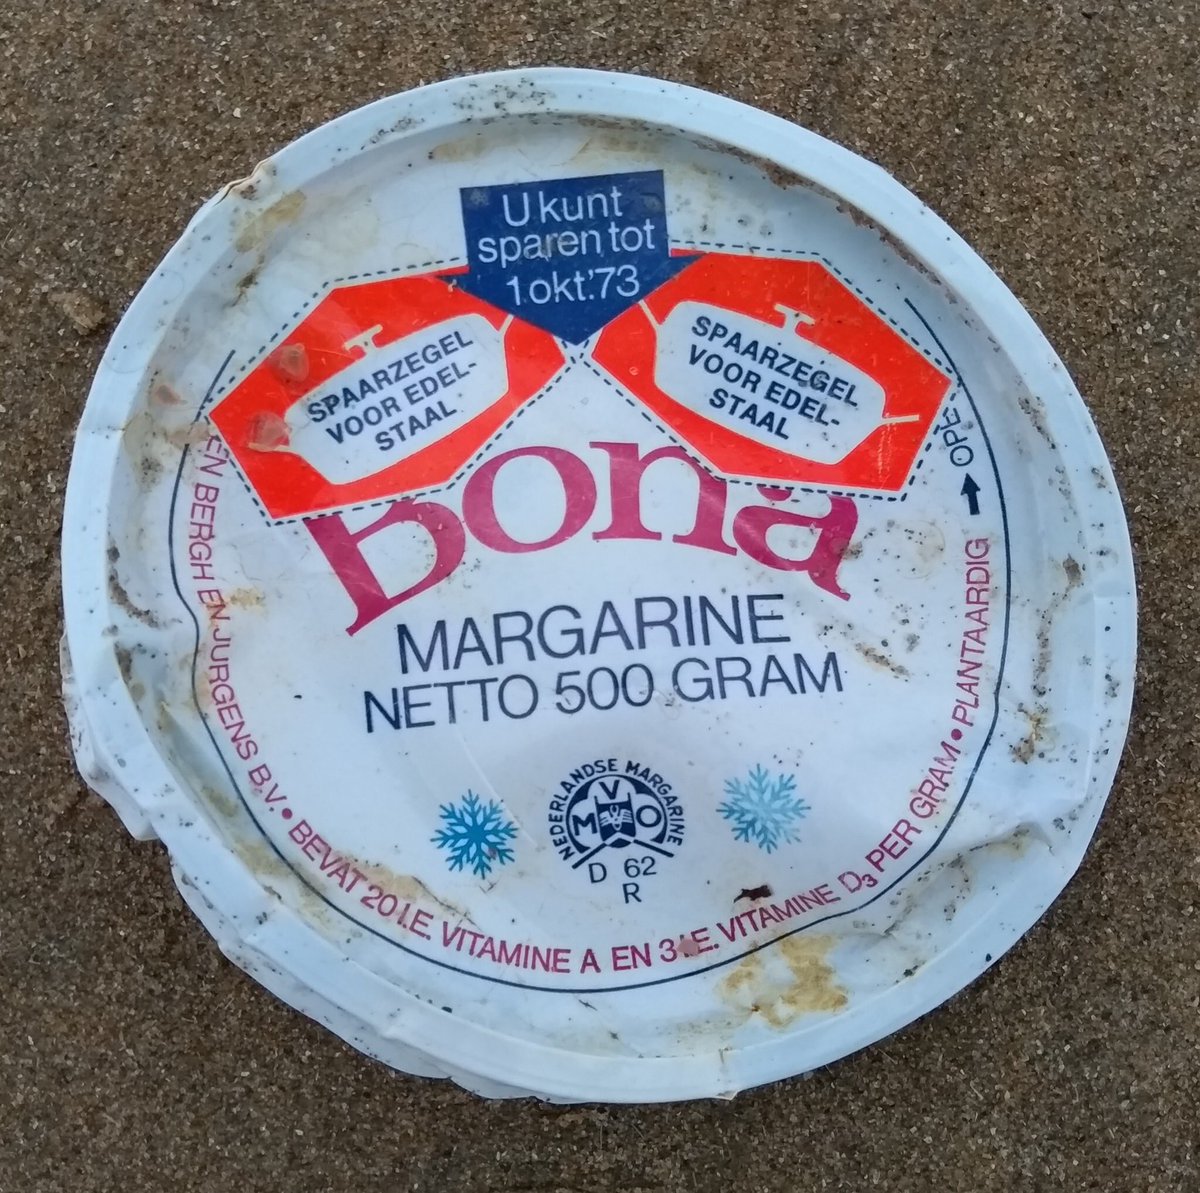 U kunt
sparen tot
1 okt.'73
SPAARZEGEL
VOOR EDEL-
STAAL
SPAARZEGEL
VOOR EDEL-
STAAL
Bona
MARGARINE
NETTO 500 GRAM
NEDERLANDSE MARGARINE
MVO
D 62
R
EN BERGH EN JURGENS B.V. • BEVAT 20 I.E. VITAMINE A EN 3 I.E. VITAMINE D₃ PER GRAM • PLANTAARDIG